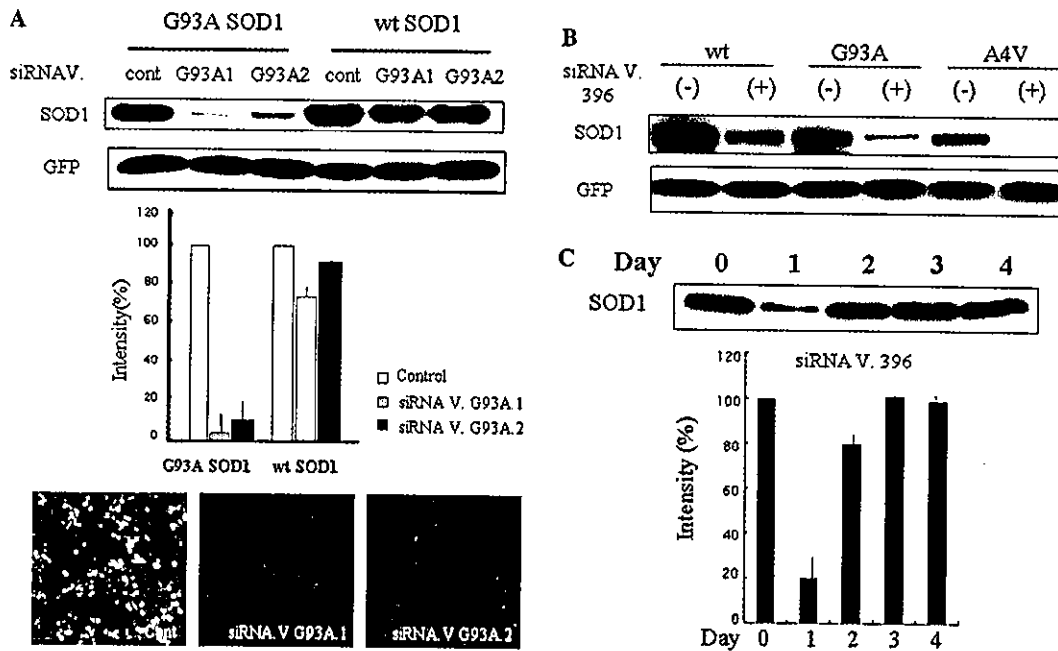 A
G93A SOD1 wt SOD1
siRNAV. cont G93A1 G93A2 cont G93A1 G93A2
SOD1
GFP
120
100
80
60
40
20
0
Intensity(%)
Control
siRNA V. G93A.1
siRNA V. G93A.2
G93A SOD1 wt SOD1
Cont
siRNA.V G93A.1
siRNA.V G93A.2
B
wt G93A A4V
siRNA V.
396
(-) (+) (-) (+) (-) (+)
SOD1
GFP
C Day 0 1 2 3 4
SOD1
siRNA V. 396
120
100
80
60
40
20
0
Intensity (%)
Day 0 1 2 3 4